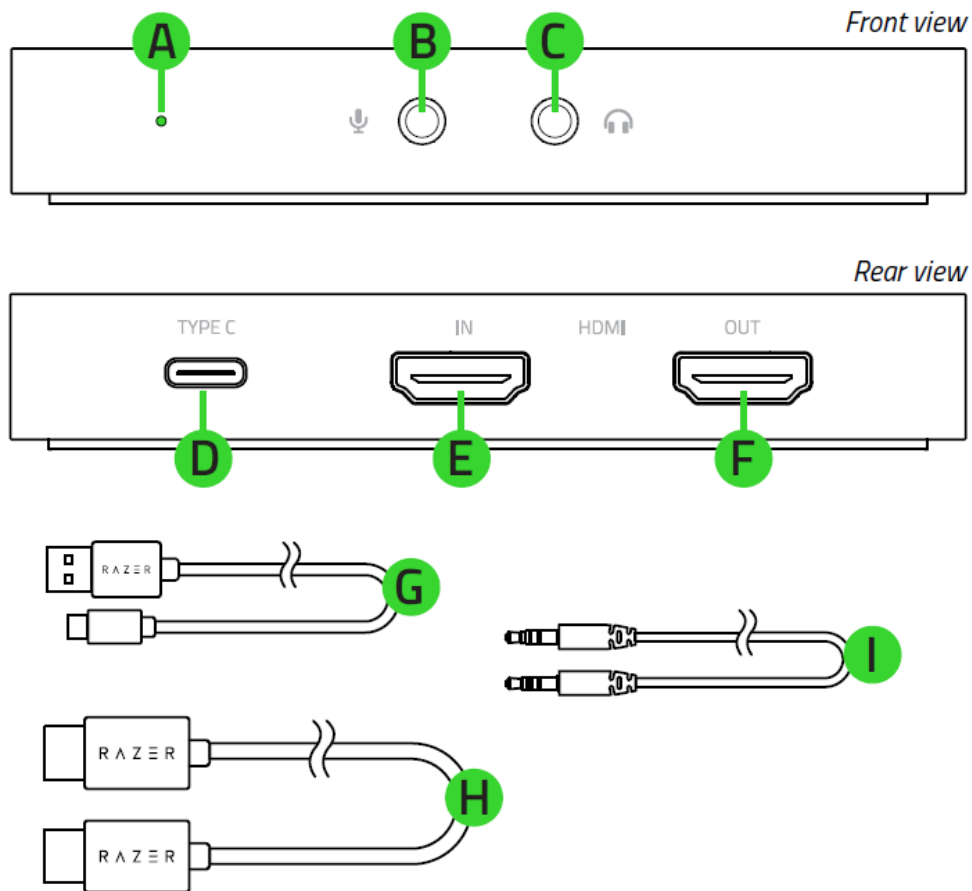 Front view
A B C
Rear view
TYPE C IN HDMI OUT
D E F
RAZER
G
I
RAZER
H
RAZER